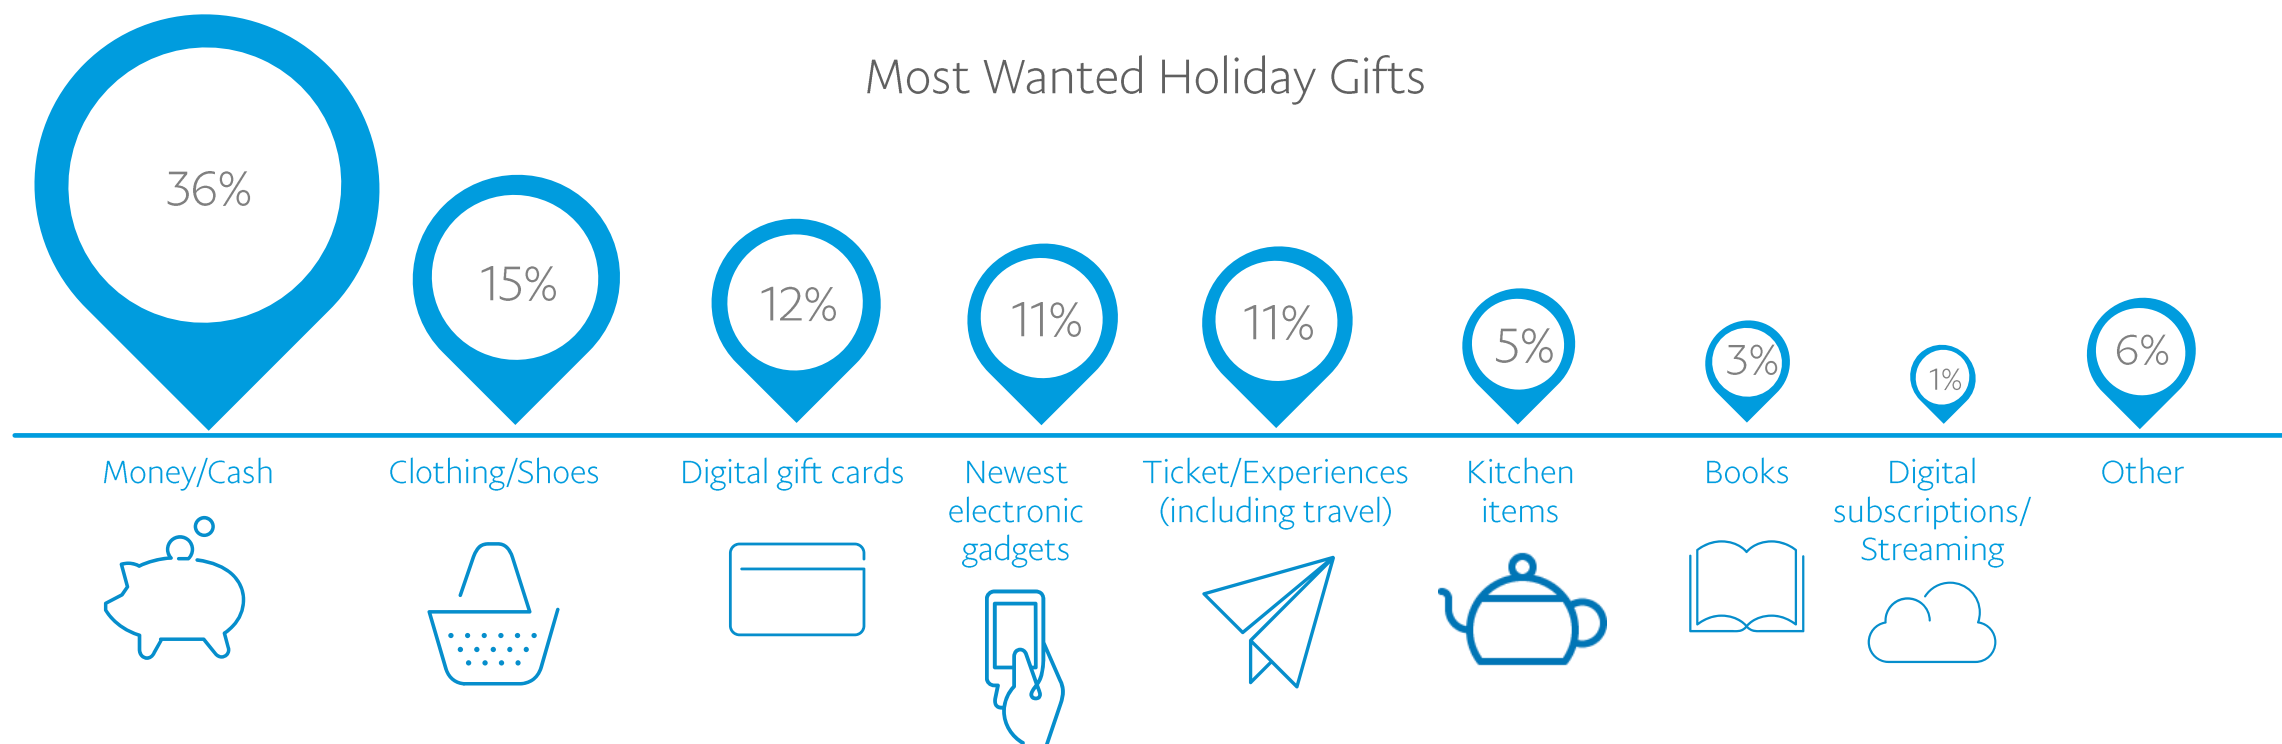 Most Wanted Holiday Gifts
36%
15%
12%
11%
11%
5%
3%
1%
6%
Money/Cash
Clothing/Shoes
Digital gift cards
Newest
electronic
gadgets
Ticket/Experiences
(including travel)
Kitchen
items
Books
Digital
subscriptions/
Streaming
Other